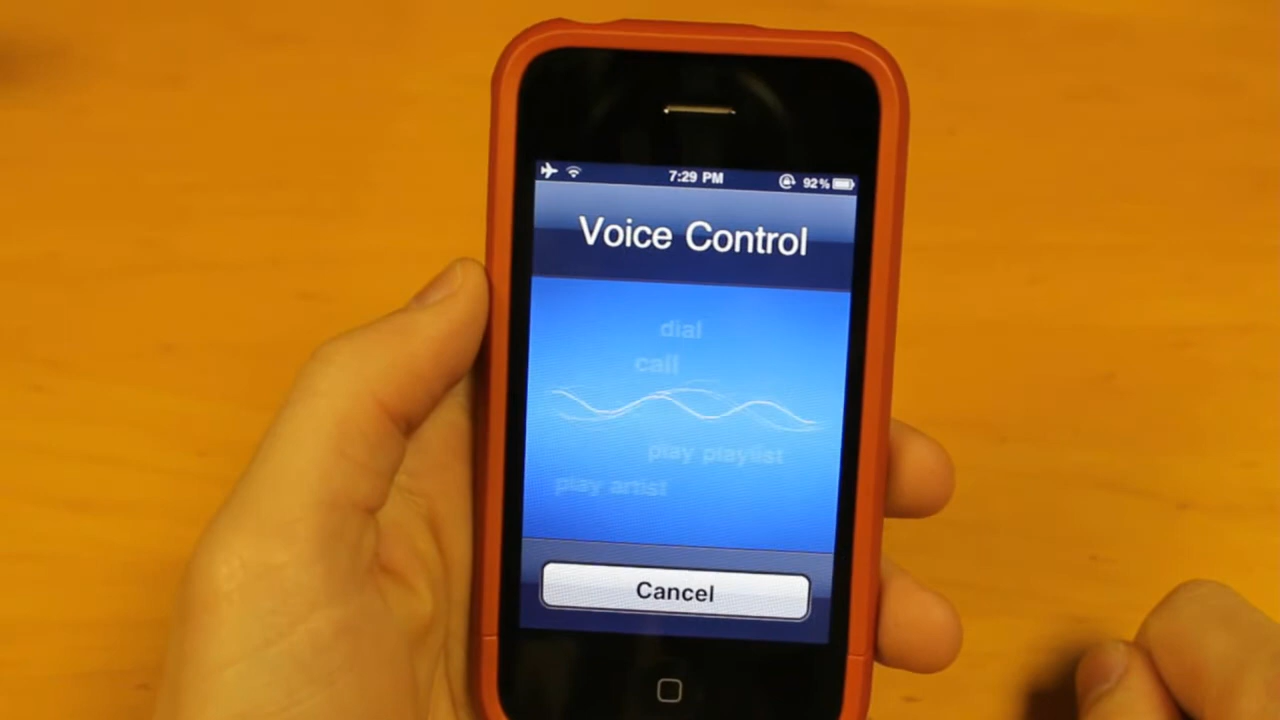 7:29 PM 92%
Voice Control
dial
call
play playlist
play artist
Cancel